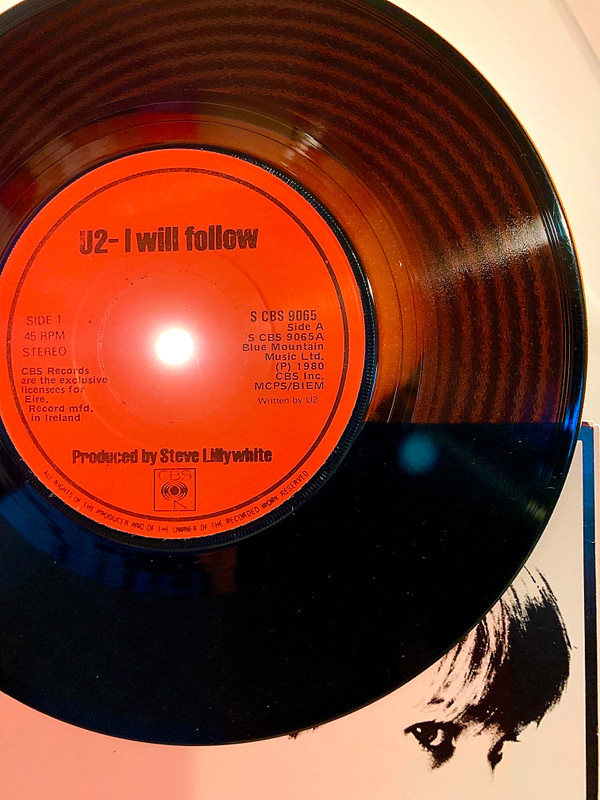 U2- I will follow
SIDE 1
45 RPM
STEREO
CBS Records
are the exclusive
licensees for
Eire.
Record mfd.
in Ireland
S CBS 9065
Side A
S CBS 9065A
Blue Mountain
Music Ltd.
(P) 1980
CBS Inc.
MCPS/BIEM
Written by U2
Produced by Steve Lillywhite
CBS
ALL RIGHTS OF THE PRODUCER AND OF THE OWNER OF THE RECORDED WORK RESERVED